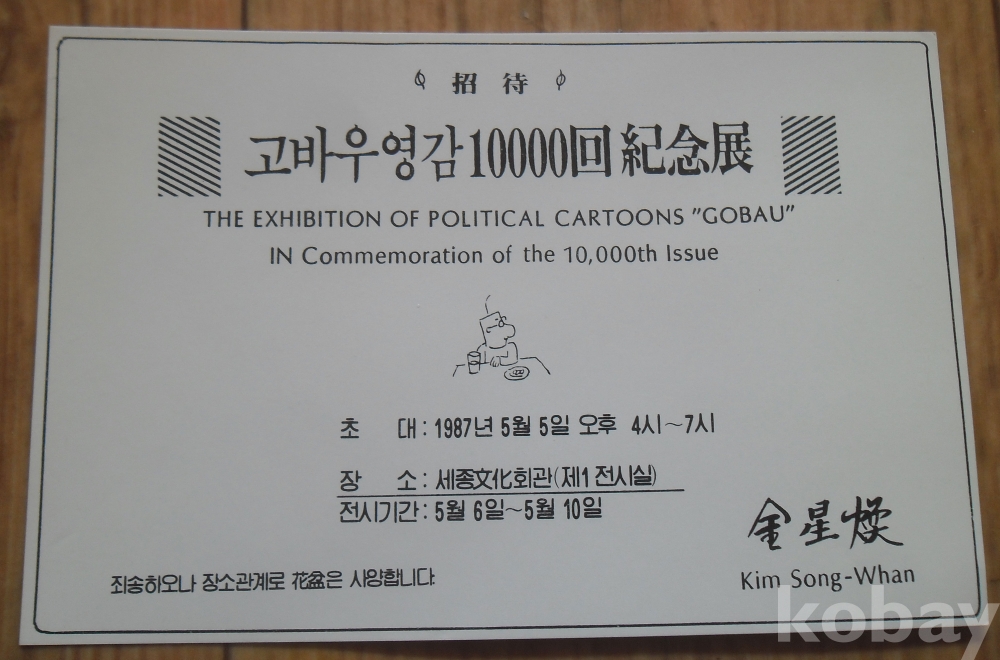 招待
고바우영감10000回 紀念展
THE EXHIBITION OF POLITICAL CARTOONS "GOBAU"
IN Commemoration of the 10,000th Issue
초 대 : 1987년 5월 5일 오후 4시~7시
장 소 : 세종文化회관(제1 전시실)
전시기간 : 5월 6일~5월 10일
金星煥
Kim Song-Whan
죄송하오나 장소관계로 花盆은 사양합니다
kobay